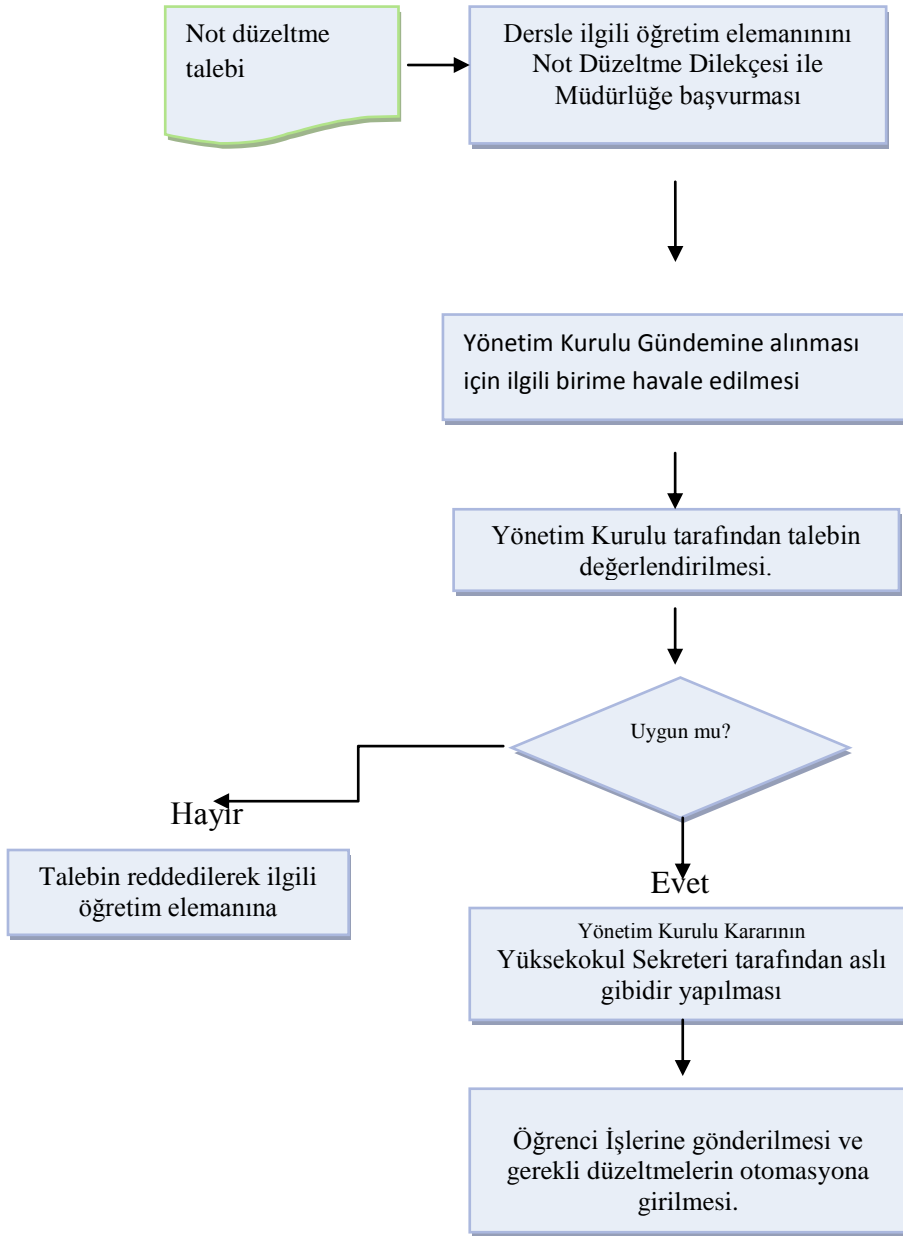 Not düzeltme
talebi
Dersle ilgili öğretim elemanınını
Not Düzeltme Dilekçesi ile
Müdürlüğe başvurması
Yönetim Kurulu Gündemine alınması
için ilgili birime havale edilmesi
Yönetim Kurulu tarafından talebin
değerlendirilmesi.
Uygun mu?
Hayir
Talebin reddedilerek ilgili
öğretim elemanına
Evet
Yönetim Kurulu Kararının
Yüksekokul Sekreteri tarafından aslı
gibidir yapılması
Öğrenci İşlerine gönderilmesi ve
gerekli düzeltmelerin otomasyona
girilmesi.